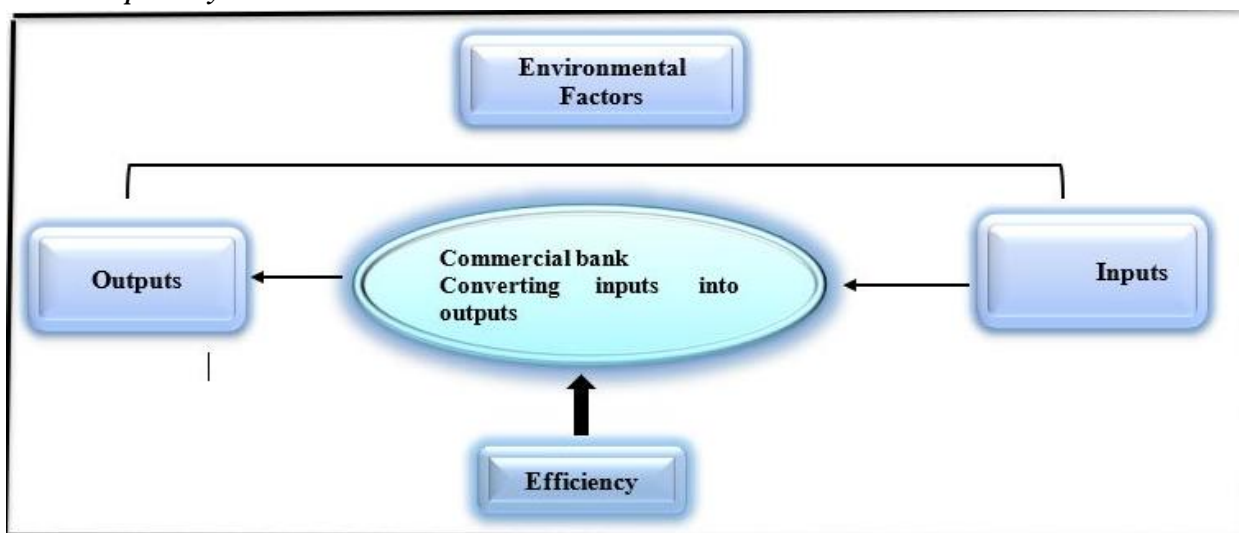 Environmental
Factors
Outputs
Commercial bank
Converting inputs into
outputs
Inputs
Efficiency